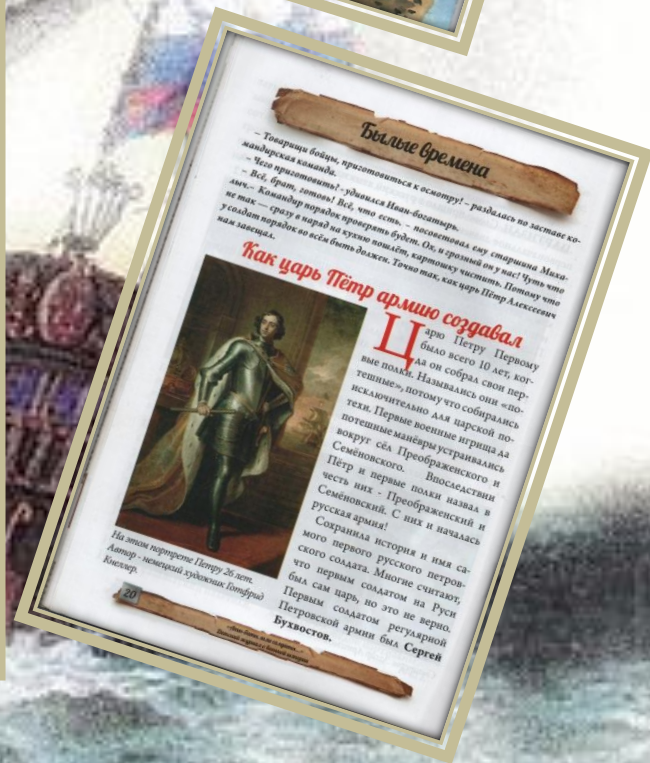 Былые времена
– Товарищи бойцы, приготовиться к осмотру! – раздалась по заставе ко-
мандирская команда.
– Чего приготовить? - удивился Иван-богатырь.
– Всё, брат, готовь! Всё, что есть, – посоветовал ему старшина Миха-
лыч.– Командир порядок проверять будет. Ох, и грозный он у нас! Чуть что
не так — сразу в наряд на кухню пошлёт, картошку чистить. Потому что
у солдат порядок во всём быть должен. Точно так, как царь Пётр Алексеевич
нам завещал.
Как царь Пётр армию создавал
Царю Петру Первому
было всего 10 лет, ког-
да он собрал свои пер-
вые полки. Назывались они «по-
тешные», потому что собирались
исключительно для царской по-
техи. Первые военные игрища да
потешные манёвры устраивались
вокруг сёл Преображенского и
Семёновского. Впоследствии
Пётр и первые полки назвал в
честь них - Преображенский и
Семёновский. С них и началась
русская армия!
Сохранила история и имя са-
мого первого русского петров-
ского солдата. Многие считают,
что первым солдатом на Руси
был сам царь, но это не верно.
Первым солдатом регулярной
Петровской армии был Сергей
Бухвостов.
На этом портрете Петру 26 лет.
Автор - немецкий художник Готфрид
Кнеллер.
20